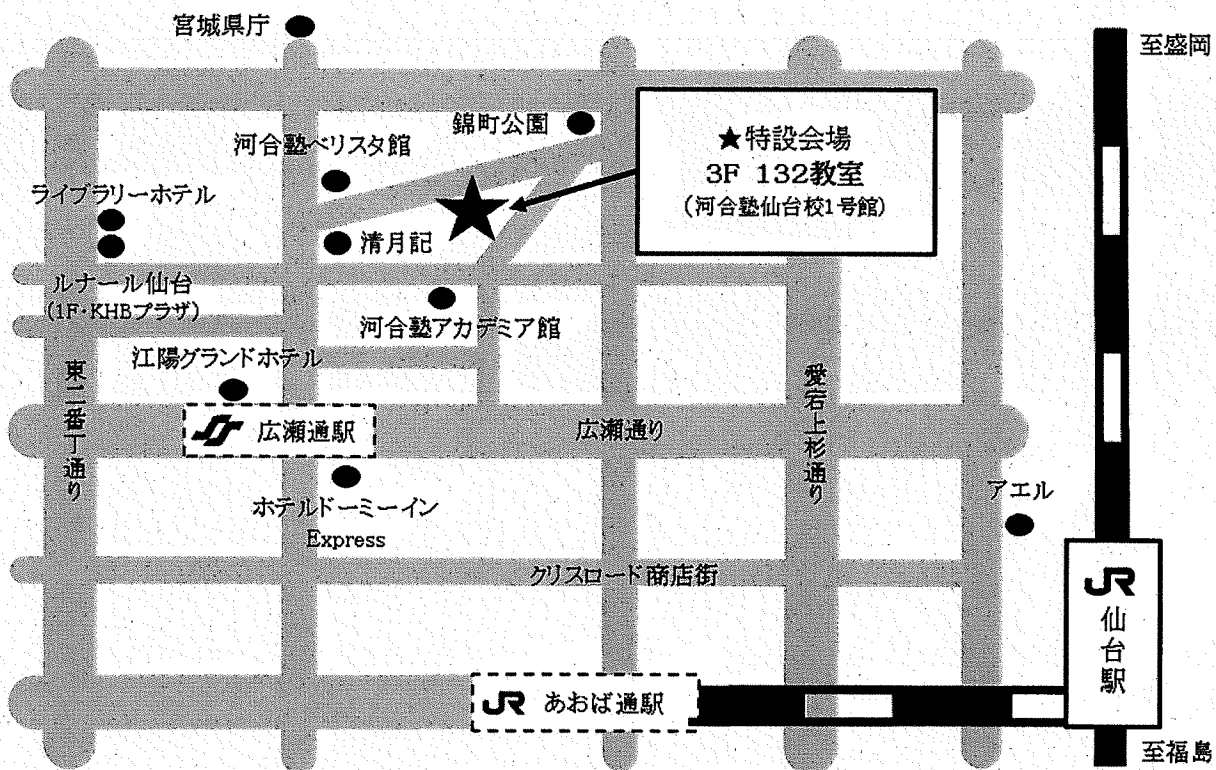 宮城県庁
至盛岡
錦町公園
河合塾ベリスタ館
★特設会場
3F 132教室
(河合塾仙台校1号館)
ライブラリーホテル
清月記
ルナール仙台
(1F・KHBプラザ)
河合塾アカデミア館
江陽グランドホテル
東二番丁通り
愛宕上杉通り
広瀬通駅
広瀬通り
ホテルドーミーイン
Express
アエル
クリスロード商店街
JR
仙台駅
JR あおば通駅
至福島